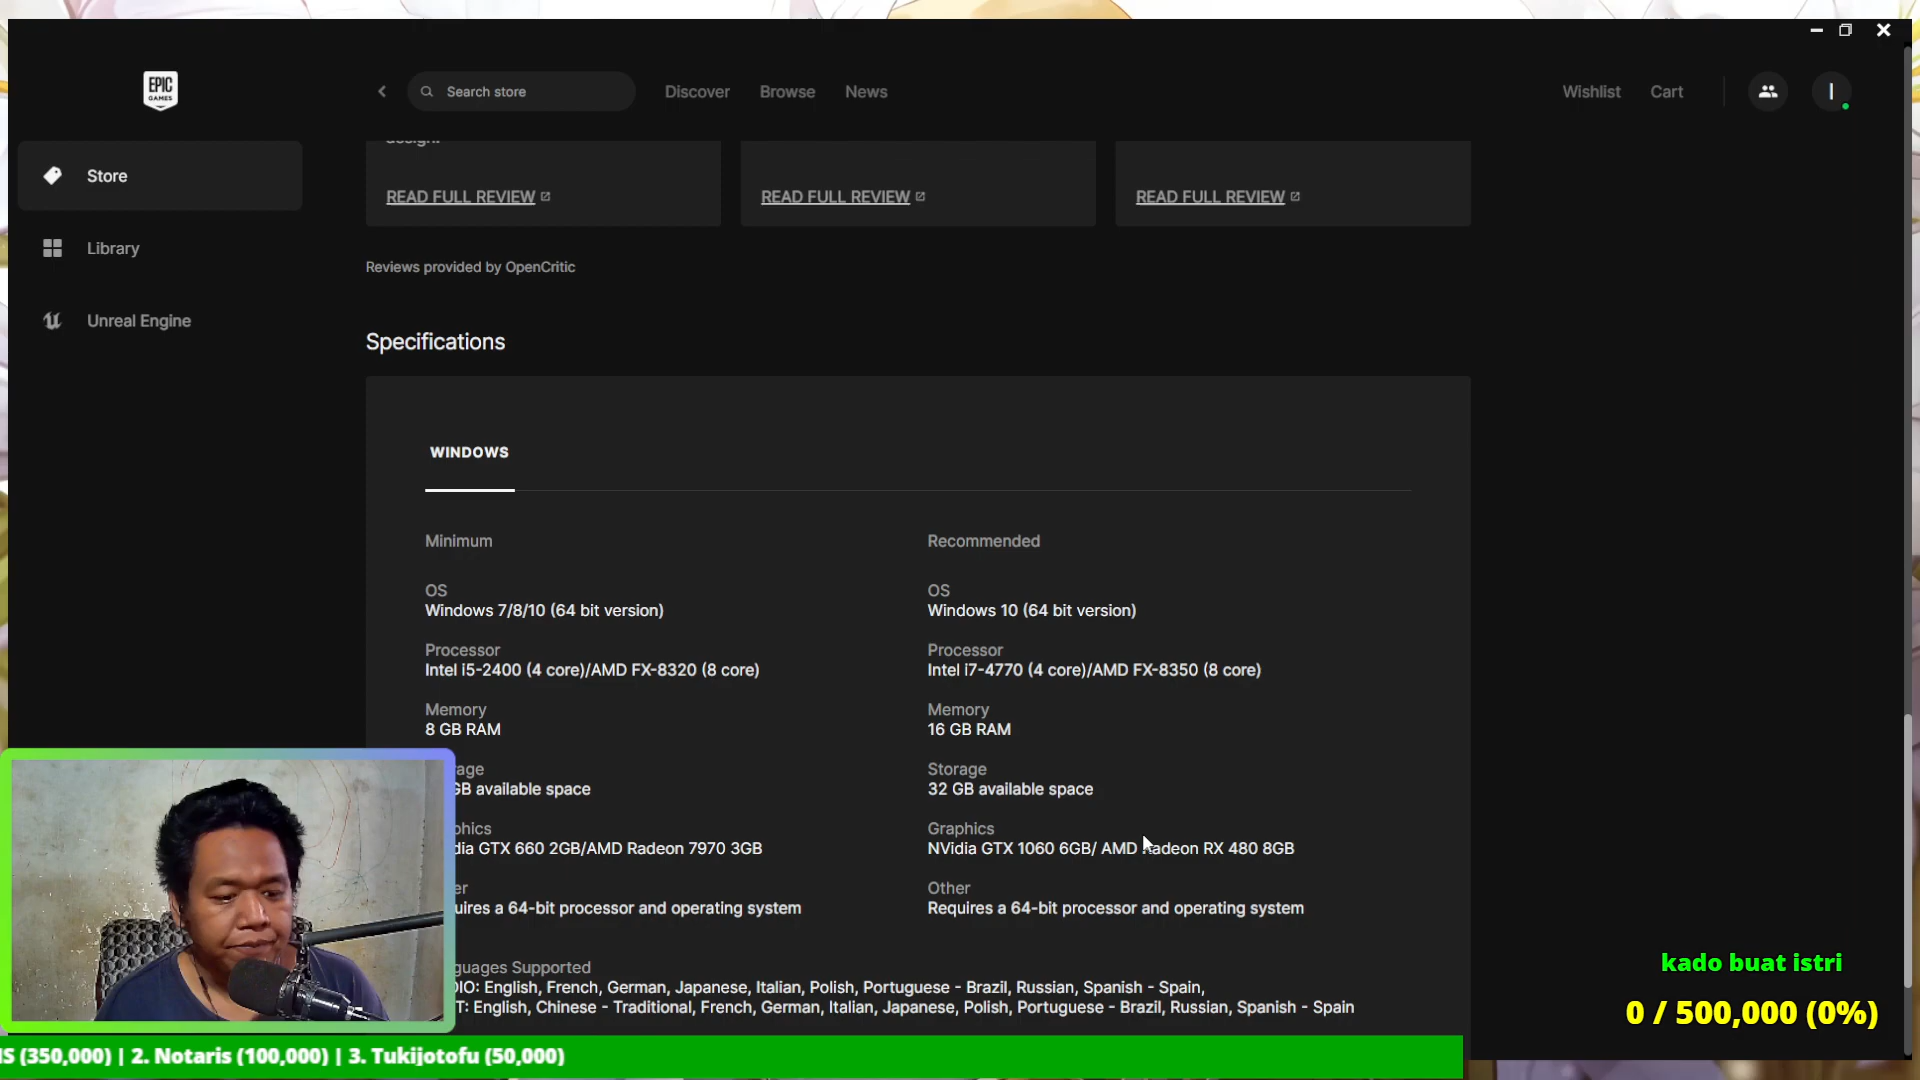 EPIC
GAMES
Search store
Discover
Browse
News
Wishlist
Cart
Store
Library
Unreal Engine
design.
READ FULL REVIEW
READ FULL REVIEW
READ FULL REVIEW
Reviews provided by OpenCritic
Specifications
WINDOWS
Minimum
Recommended
OS
Windows 7/8/10 (64 bit version)
OS
Windows 10 (64 bit version)
Processor
Intel i5-2400 (4 core)/AMD FX-8320 (8 core)
Processor
Intel i7-4770 (4 core)/AMD FX-8350 (8 core)
Memory
8 GB RAM
Memory
16 GB RAM
rage
GB available space
Storage
32 GB available space
phics
dia GTX 660 2GB/AMD Radeon 7970 3GB
Graphics
NVidia GTX 1060 6GB/ AMD Radeon RX 480 8GB
er
uires a 64-bit processor and operating system
Other
Requires a 64-bit processor and operating system
guages Supported
DIO: English, French, German, Japanese, Italian, Polish, Portuguese - Brazil, Russian, Spanish - Spain,
T: English, Chinese - Traditional, French, German, Italian, Japanese, Polish, Portuguese - Brazil, Russian, Spanish - Spain
kado buat istri
0 / 500,000 (0%)
S (350,000) | 2. Notaris (100,000) | 3. Tukijotofu (50,000)